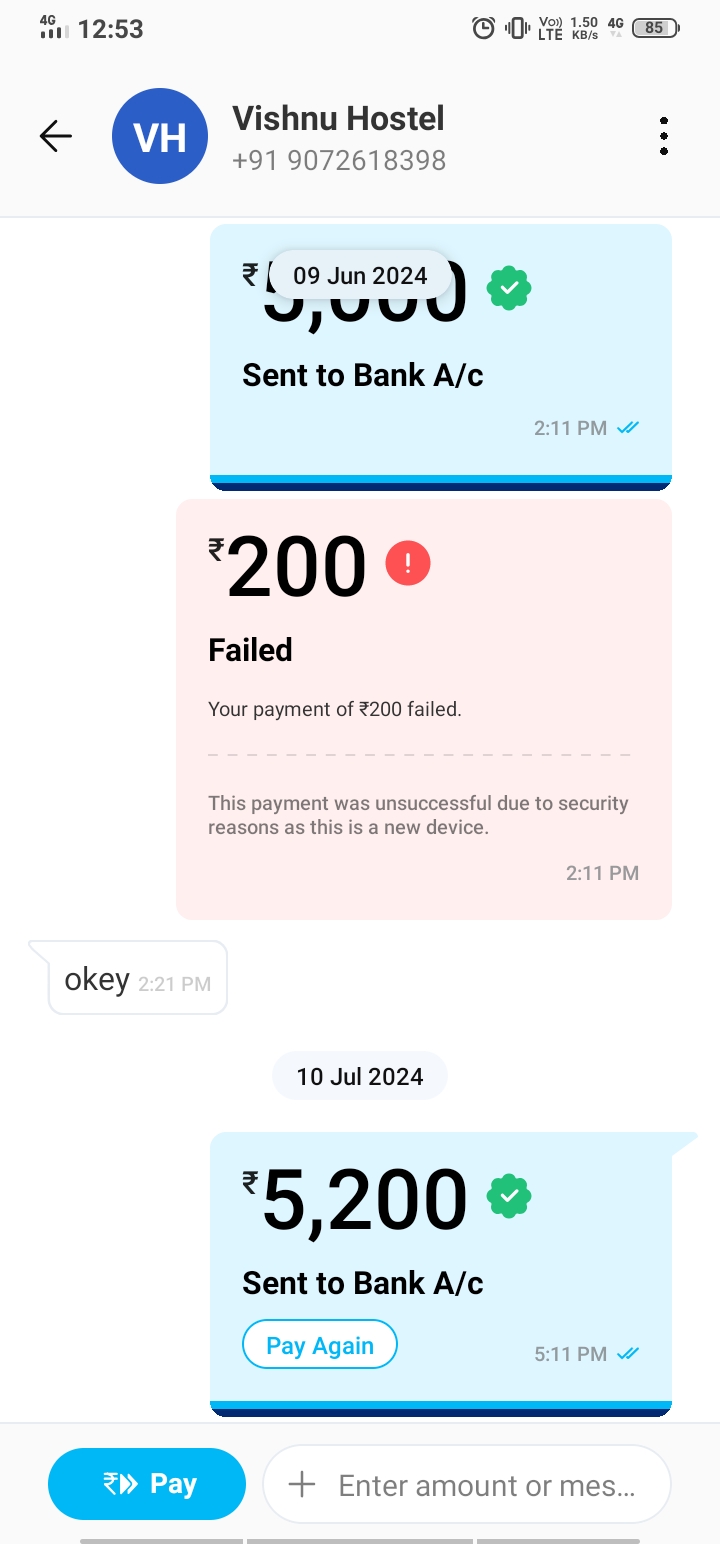 4G 12:53 Vo)) LTE 1.50 KB/s 4G 85
VH Vishnu Hostel
+91 9072618398
09 Jun 2024
₹5,000
Sent to Bank A/c
2:11 PM
₹200 !
Failed
Your payment of ₹200 failed.
This payment was unsuccessful due to security
reasons as this is a new device.
2:11 PM
okey 2:21 PM
10 Jul 2024
₹5,200
Sent to Bank A/c
Pay Again 5:11 PM
₹ Pay + Enter amount or mes...